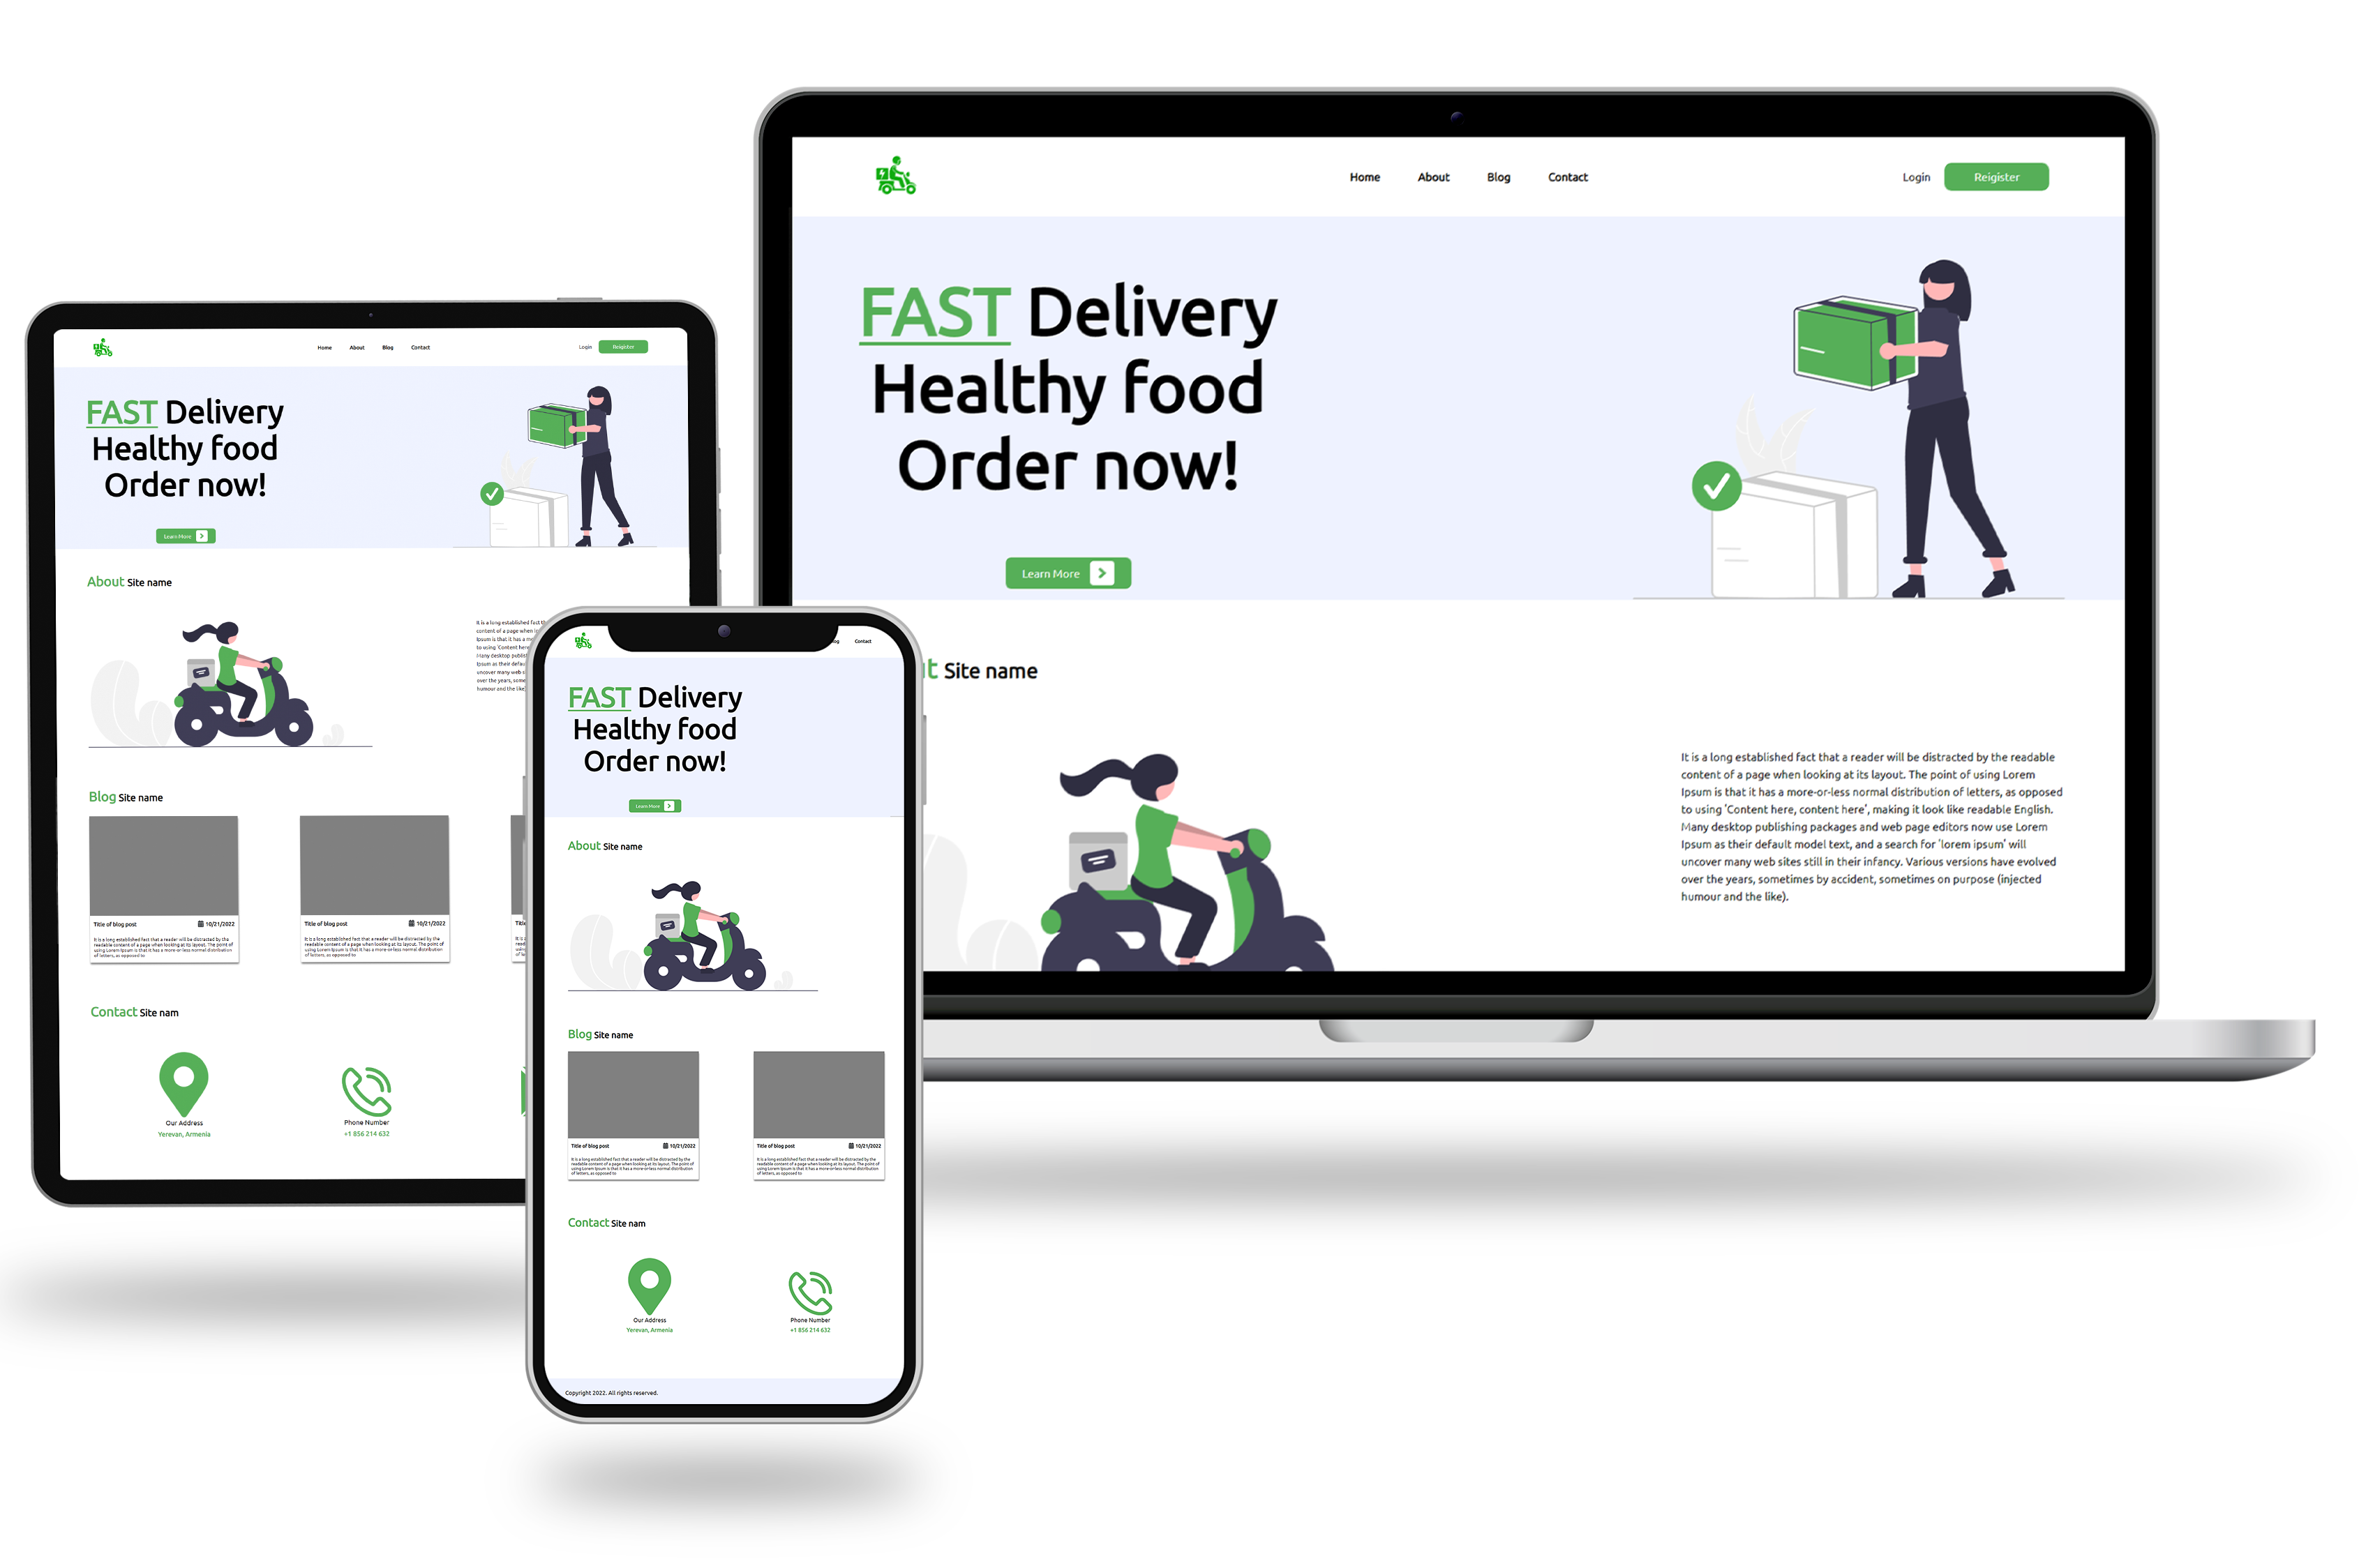 Home About Blog Contact
Login Reigister
FAST Delivery
Healthy food
Order now!
Learn More
Site name
It is a long established fact that a reader will be distracted by the readable
content of a page when looking at its layout. The point of using Lorem
Ipsum is that it has a more-or-less normal distribution of letters, as opposed
to using 'Content here, content here', making it look like readable English.
Many desktop publishing packages and web page editors now use Lorem
Ipsum as their default model text, and a search for 'lorem ipsum' will
uncover many web sites still in their infancy. Various versions have evolved
over the years, sometimes by accident, sometimes on purpose (injected
humour and the like).
Home About Blog Contact
Login Reigister
FAST Delivery
Healthy food
Order now!
Learn More
About Site name
It is a long established fact
content of a page when
Ipsum is that it has a
to using 'Content here
Many desktop
Ipsum as their
uncover many web
over the years,
humour and the like)
Blog Site name
Title of blog post 10/21/2022
It is a long established fact that a reader will be distracted by the
readable content of a page when looking at its layout. The point of
using Lorem Ipsum is that it has a more-or-less normal distribution
of letters, as opposed to
Title of blog post 10/21/2022
It is a long established fact that a reader will be distracted by the
readable content of a page when looking at its layout. The point of
using Lorem Ipsum is that it has a more-or-less normal distribution
of letters, as opposed to
Contact Site nam
Our Address
Yerevan, Armenia
Phone Number
+1 856 214 632
Contact
FAST Delivery
Healthy food
Order now!
Learn More
About Site name
Blog Site name
Title of blog post 10/21/2022
It is a long established fact that a reader will be distracted by the
readable content of a page when looking at its layout. The point of
using Lorem Ipsum is that it has a more-or-less normal distribution
of letters, as opposed to
Title of blog post 10/21/2022
It is a long established fact that a reader will be distracted by the
readable content of a page when looking at its layout. The point of
using Lorem Ipsum is that it has a more-or-less normal distribution
of letters, as opposed to
Contact Site nam
Our Address
Yerevan, Armenia
Phone Number
+1 856 214 632
Copyright 2022. All rights reserved.